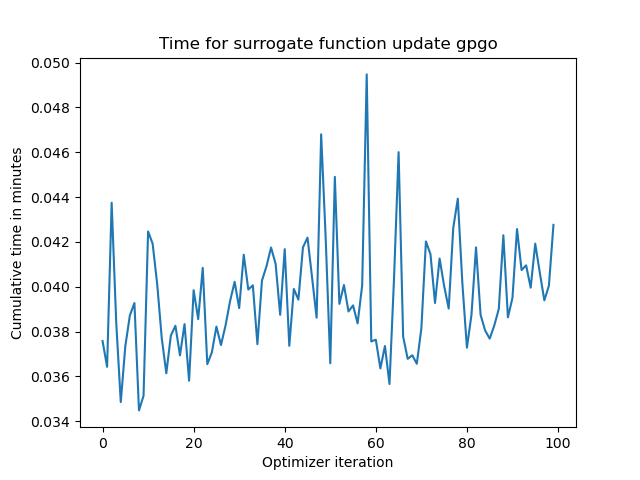 Time for surrogate function update gpgo
0.050
0.048
0.046
0.044
0.042
0.040
0.038
0.036
0.034
Cumulative time in minutes
0 20 40 60 80 100
Optimizer iteration